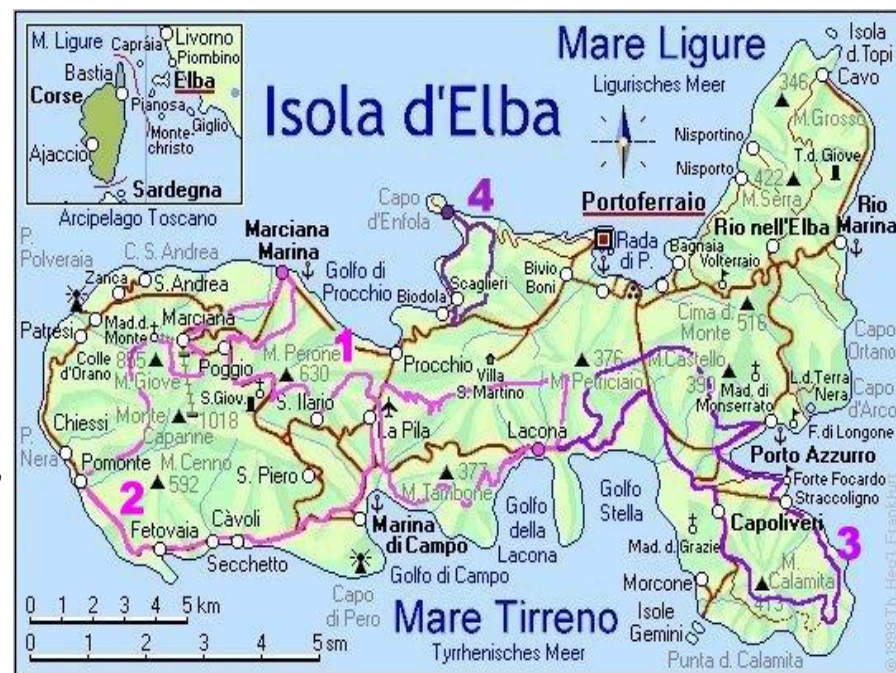 M. Ligure
Capráia
Livorno
Piombino
Bastia
Elba
Corse
Pianosa
Monte-
christo
Giglio
Ajaccio
Sardegna
Arcipelago Toscano
Isola d'Elba
Mare Ligure
Ligurisches Meer
Isola
d. Topi
Cavo
346
M. Grosso
Nisportino
Nisporto
T.d. Giove
422
M. Serra
Capo
d'Enfola
4
Portoferraio
Rio nell'Elba
Rio
Marina
Rada
di P.
Bagnaia
Volterraio
P.
Polveraia
C. S. Andrea
Marciana
Marina
Golfo di
Procchio
Zanca
S. Andrea
Scaglieri
Biodola
Bivio
Boni
Patresi
Mad. d.
Monte
Marciana
Colle
d'Orano
855
M. Giove
Poggio
M. Perone
630
1
Procchio
Villa
S. Martino
376
M. Petriciaio
Cima d.
Monte
516
Capo
Ortano
M. Castello
390
Mad. di
Monserrato
L.d. Terra
Nera
Capo
d'Arco
F. di Longone
Chiessi
S. Giov.
1018
Monte
Capanne
S. Ilario
La Pila
Lacona
Porto Azzurro
P.
Nera
Pomonte
M. Cenno
592
S. Piero
377
M. Tambone
Forte Focardo
Straccoligno
2
Fetovaia
Càvoli
Secchetto
Marina
di Campo
Golfo di Campo
Golfo
della
Lacona
Golfo
Stella
Capoliveri
3
Mad. d. Grazie
M.
Calamita
413
Morcone
Isole
Gemini
Capo
di Pero
Mare Tirreno
Tyrrhenisches Meer
Punta d. Calamita
0 1 2 3 4 5 km
0 1 2 3 4 5 sm